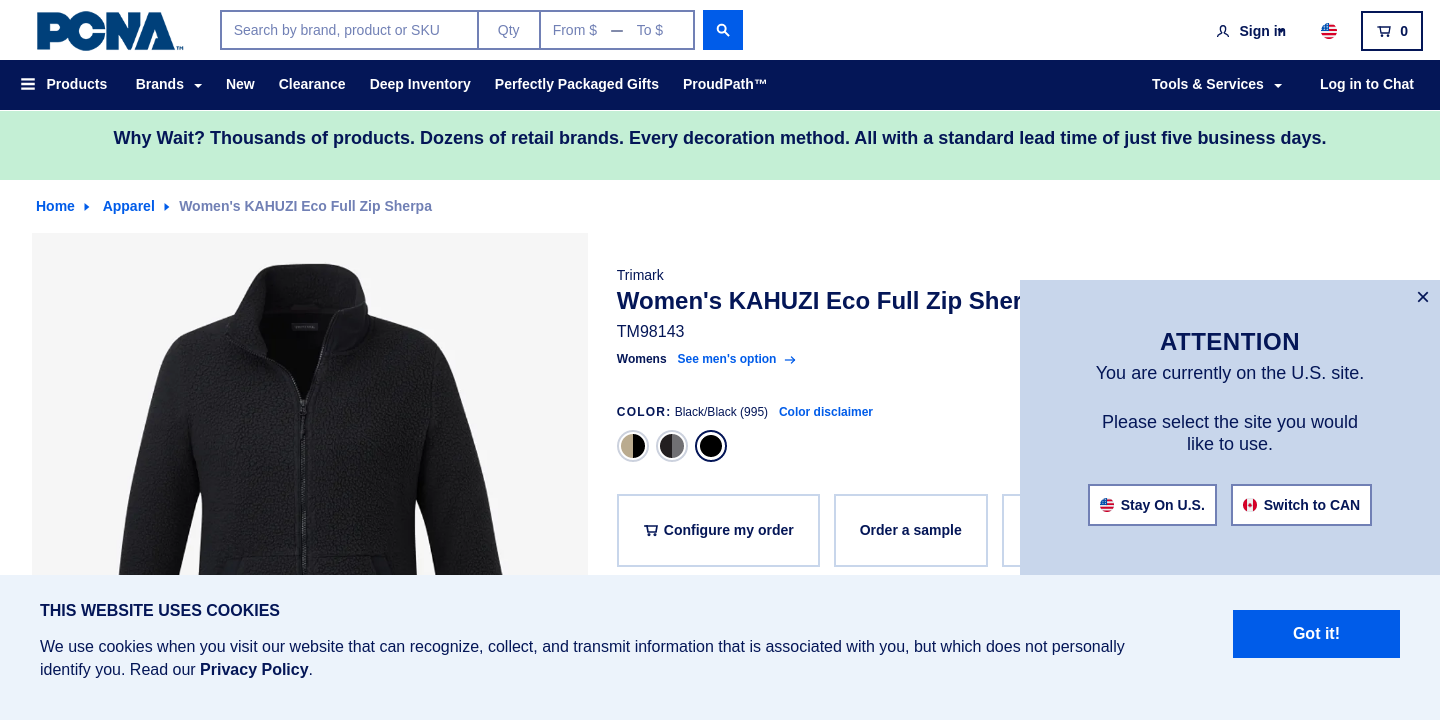 PCNA™
Search by brand, product or SKU
Qty
From $ — To $
Sign in
0
Products
Brands
New
Clearance
Deep Inventory
Perfectly Packaged Gifts
ProudPath™
Tools & Services
Log in to Chat
Why Wait? Thousands of products. Dozens of retail brands. Every decoration method. All with a standard lead time of just five business days.
Home
Apparel
Women's KAHUZI Eco Full Zip Sherpa
Trimark
Women's KAHUZI Eco Full Zip Sher
TM98143
Womens See men's option
COLOR: Black/Black (995) Color disclaimer
Configure my order
Order a sample
ATTENTION
You are currently on the U.S. site.
Please select the site you would
like to use.
Stay On U.S.
Switch to CAN
THIS WEBSITE USES COOKIES
We use cookies when you visit our website that can recognize, collect, and transmit information that is associated with you, but which does not personally
identify you. Read our Privacy Policy.
Got it!